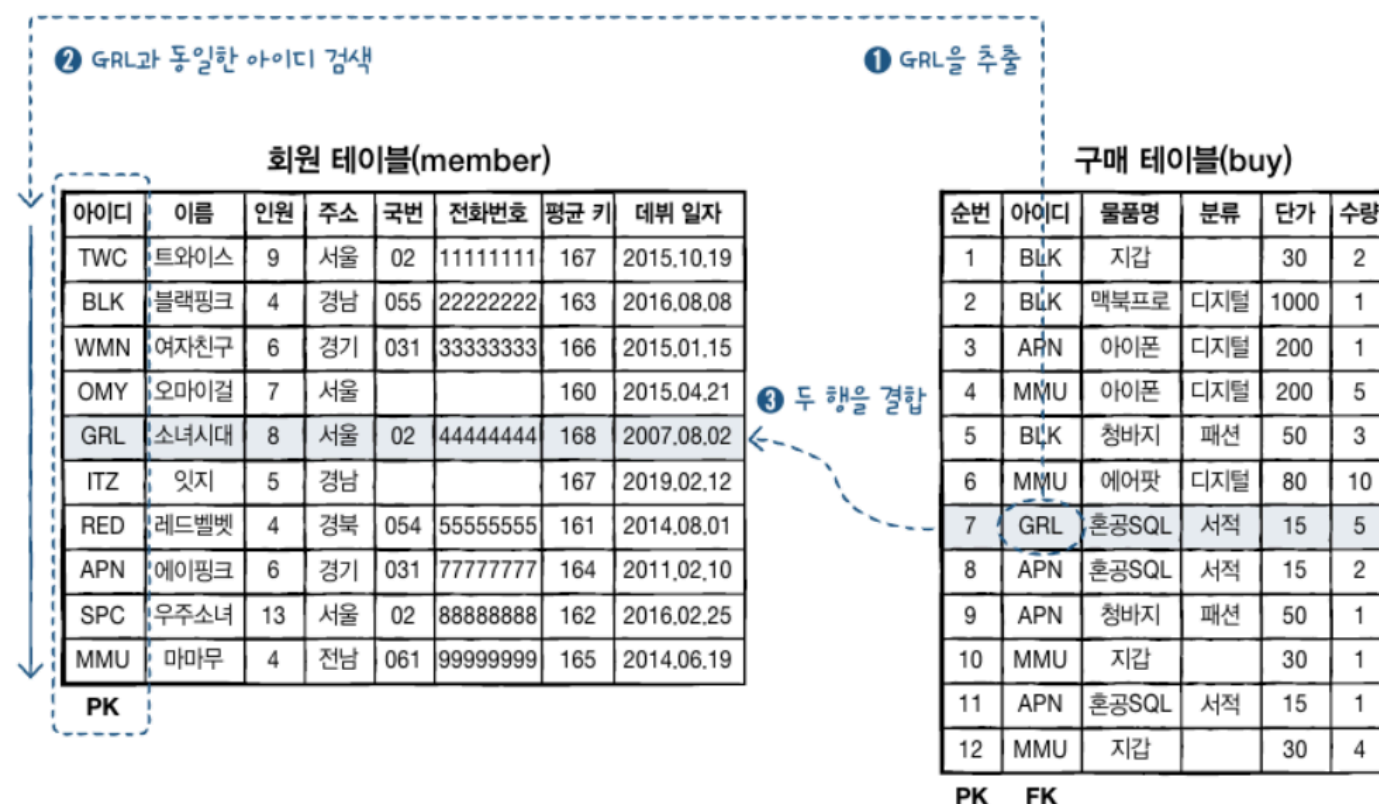 ❷ GRL과 동일한 아이디 검색
❶ GRL을 추출
회원 테이블(member)
아이디 이름 인원 주소 국번 전화번호 평균 키 데뷔 일자
TWC 트와이스 9 서울 02 11111111 167 2015.10.19
BLK 블랙핑크 4 경남 055 22222222 163 2016.08.08
WMN 여자친구 6 경기 031 33333333 166 2015.01.15
OMY 오마이걸 7 서울 160 2015.04.21
GRL 소녀시대 8 서울 02 44444444 168 2007.08.02
ITZ 잇지 5 경남 167 2019.02.12
RED 레드벨벳 4 경북 054 55555555 161 2014.08.01
APN 에이핑크 6 경기 031 77777777 164 2011.02.10
SPC 우주소녀 13 서울 02 88888888 162 2016.02.25
MMU 마마무 4 전남 061 99999999 165 2014.06.19
PK
❸ 두 행을 결합
구매 테이블(buy)
순번 아이디 물품명 분류 단가 수량
1 BLK 지갑 30 2
2 BLK 맥북프로 디지털 1000 1
3 APN 아이폰 디지털 200 1
4 MMU 아이폰 디지털 200 5
5 BLK 청바지 패션 50 3
6 MMU 에어팟 디지털 80 10
7 GRL 혼공SQL 서적 15 5
8 APN 혼공SQL 서적 15 2
9 APN 청바지 패션 50 1
10 MMU 지갑 30 1
11 APN 혼공SQL 서적 15 1
12 MMU 지갑 30 4
PK FK